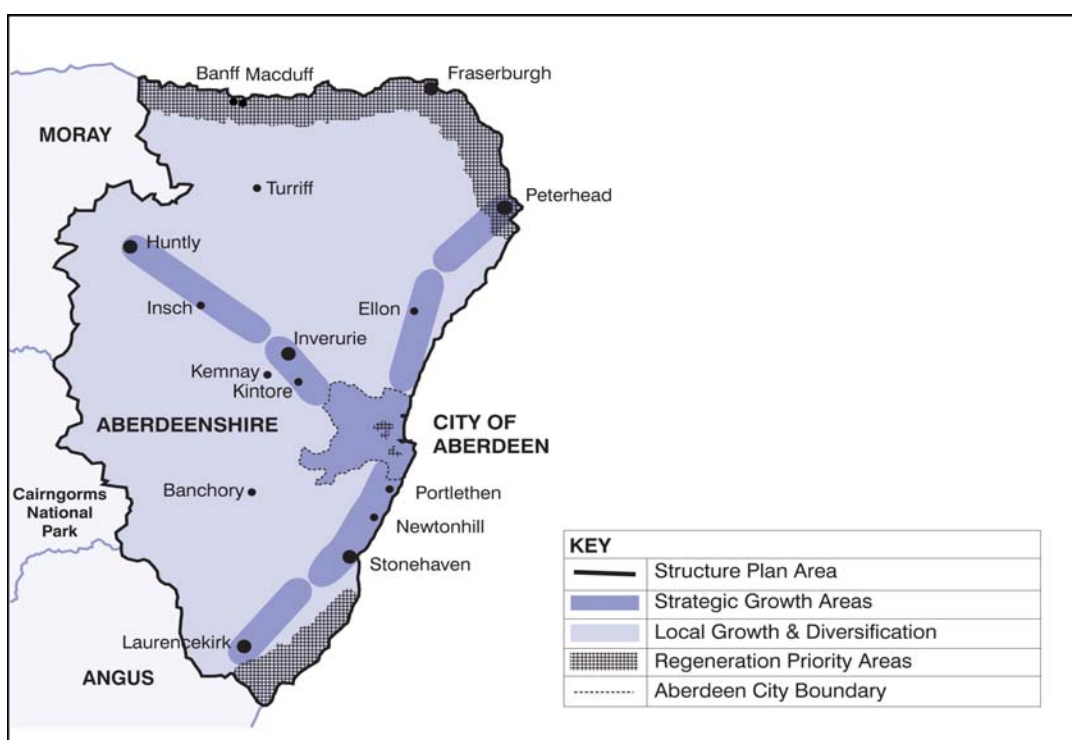 Banff Macduff
Fraserburgh
MORAY
Turriff
Peterhead
Huntly
Insch
Ellon
Inverurie
Kemnay
Kintore
ABERDEENSHIRE
CITY OF
ABERDEEN
Banchory
Portlethen
Cairngorms
National
Park
Newtonhill
Stonehaven
Laurencekirk
ANGUS
KEY
Structure Plan Area
Strategic Growth Areas
Local Growth & Diversification
Regeneration Priority Areas
Aberdeen City Boundary